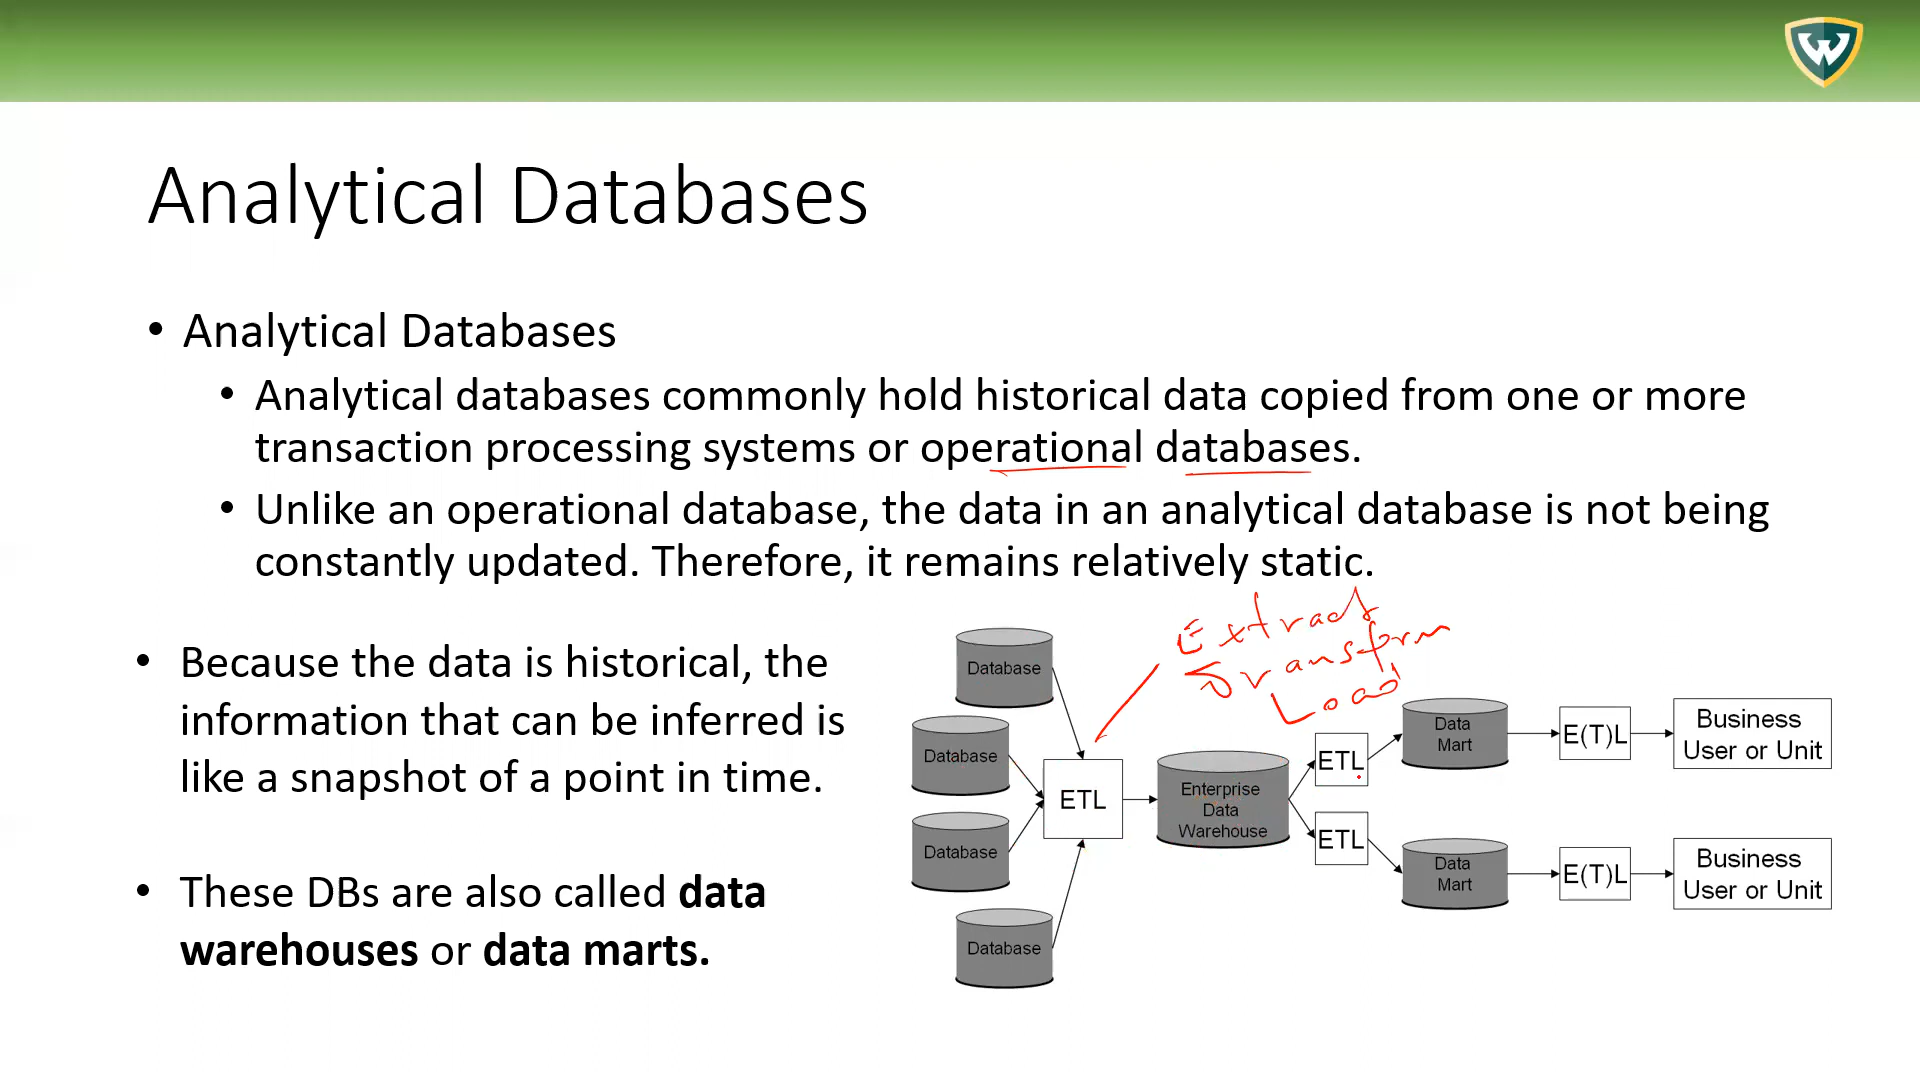 Analytical Databases
• Analytical Databases
• Analytical databases commonly hold historical data copied from one or more
transaction processing systems or operational databases.
• Unlike an operational database, the data in an analytical database is not being
constantly updated. Therefore, it remains relatively static.
• Because the data is historical, the
information that can be inferred is
like a snapshot of a point in time.
• These DBs are also called data
warehouses or data marts.
Extract
Transform
Load
Database
Database
Database
Database
ETL
Enterprise
Data
Warehouse
ETL
ETL
Data
Mart
E(T)L
Business
User or Unit
Data
Mart
E(T)L
Business
User or Unit
W